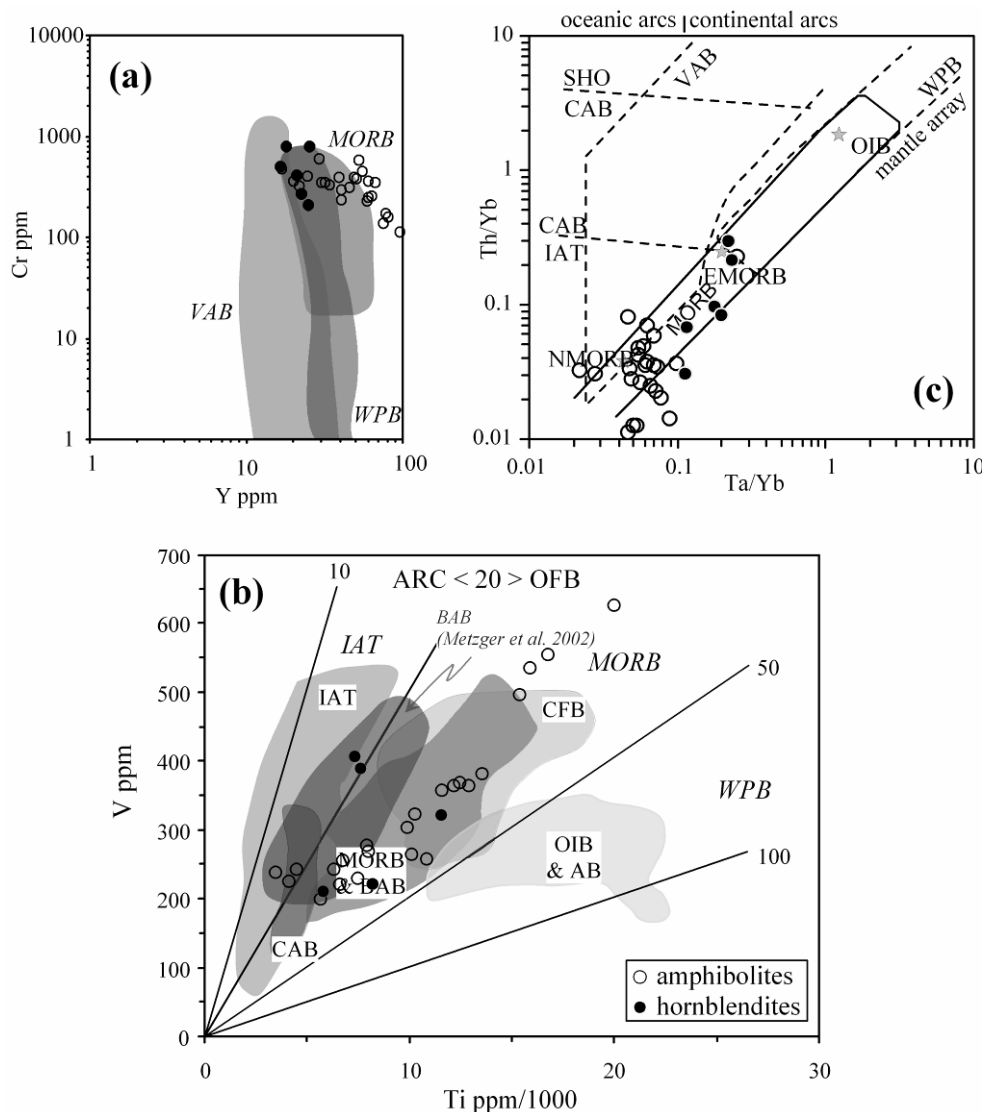 (a)
10000
1000
100
10
1
Cr ppm
MORB
VAB
WPB
1
10
100
Y ppm
oceanic arcs
continental arcs
10
1
0.1
0.01
Th/Yb
SHO
CAB
VAB
WPB
mantle array
OIB
CAB
IAT
EMORB
MORB
NMORB
(c)
0.01
0.1
1
10
Ta/Yb
700
600
500
400
300
200
100
0
V ppm
(b)
10
ARC < 20 > OFB
BAB
(Metzger et al. 2002)
IAT
IAT
MORB
50
CFB
WPB
OIB
& AB
100
MORB
& BAB
CAB
amphibolites
hornblendites
0
10
20
30
Ti ppm/1000